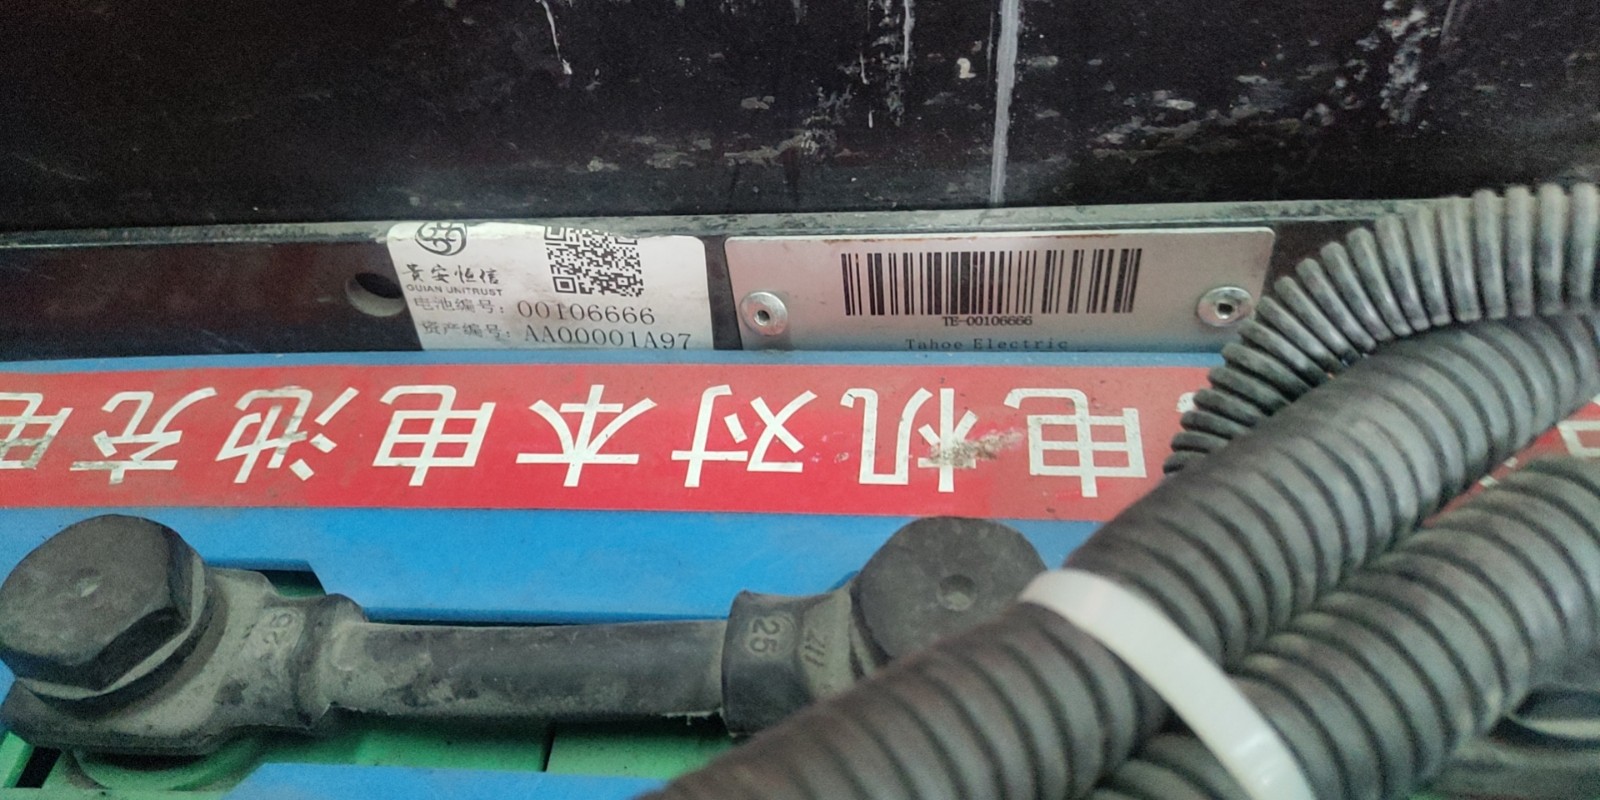 贵安恒信
GUIAN UNITRUST
电池编号: 00106666
资产编号: AA00001A97
TE-00106666
Tahoe Electric
电机对本电池充电
25
25